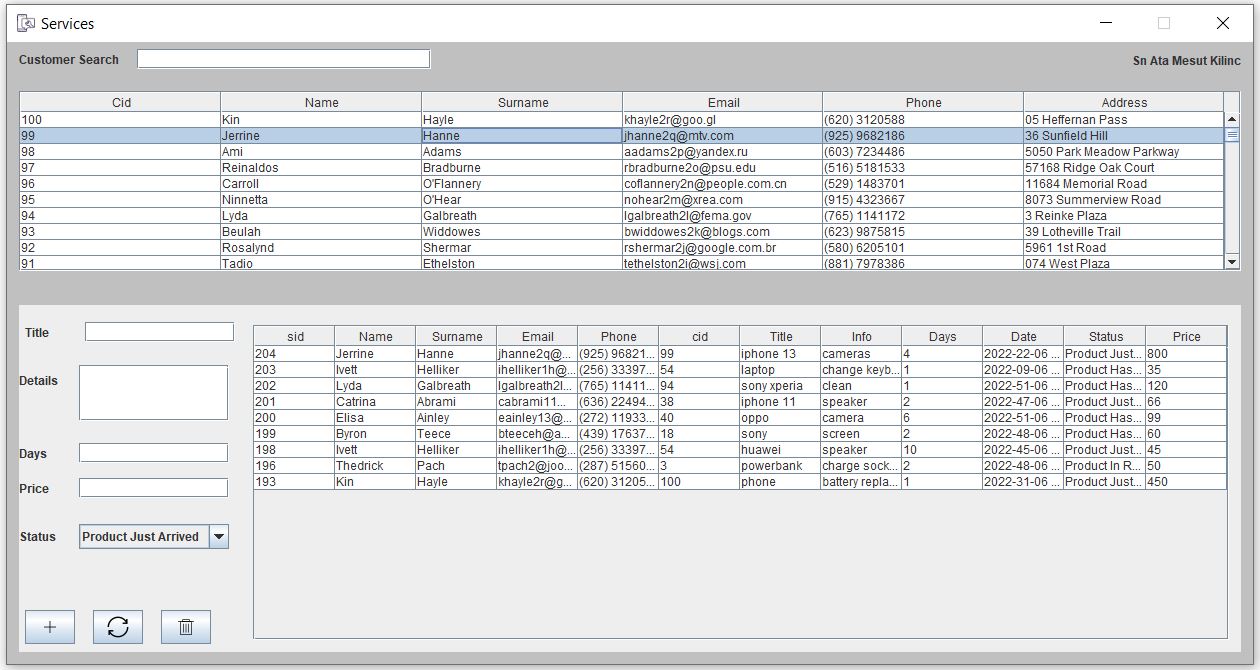 Services
Customer Search
Sn Ata Mesut Kilinc
Cid Name Surname Email Phone Address
100 Kin Hayle khayle2r@goo.gl (620) 3120588 05 Heffernan Pass
99 Jerrine Hanne jhanne2q@mtv.com (925) 9682186 36 Sunfield Hill
98 Ami Adams aadams2p@yandex.ru (603) 7234486 5050 Park Meadow Parkway
97 Reinaldos Bradburne rbradburne2o@psu.edu (516) 5181533 57168 Ridge Oak Court
96 Carroll O'Flannery coflannery2n@people.com.cn (529) 1483701 11684 Memorial Road
95 Ninnetta O'Hear nohear2m@xrea.com (915) 4323667 8073 Summerview Road
94 Lyda Galbreath lgalbreath2l@fema.gov (765) 1141172 3 Reinke Plaza
93 Beulah Widdowes bwiddowes2k@blogs.com (623) 9875815 39 Lotheville Trail
92 Rosalynd Shermar rshermar2j@google.com.br (580) 6205101 5961 1st Road
91 Tadio Ethelston tethelston2i@wsj.com (881) 7978386 074 West Plaza
Title
Details
Days
Price
Status Product Just Arrived
sid Name Surname Email Phone cid Title Info Days Date Status Price
204 Jerrine Hanne jhanne2q@... (925) 96821... 99 iphone 13 cameras 4 2022-22-06 ... Product Just... 800
203 Ivett Helliker ihelliker1h@... (256) 33397... 54 laptop change keyb... 1 2022-09-06 ... Product Has... 35
202 Lyda Galbreath lgalbreath2l... (765) 11411... 94 sony xperia clean 1 2022-51-06 ... Product Has... 120
201 Catrina Abrami cabrami11... (636) 22494... 38 iphone 11 speaker 2 2022-47-06 ... Product Just... 66
200 Elisa Ainley eainley13@... (272) 11933... 40 oppo camera 6 2022-51-06 ... Product Has... 99
199 Byron Teece bteeceh@a... (439) 17637... 18 sony screen 2 2022-48-06 ... Product Has... 60
198 Ivett Helliker ihelliker1h@... (256) 33397... 54 huawei speaker 10 2022-45-06 ... Product Just... 45
196 Thedrick Pach tpach2@joo... (287) 51560... 3 powerbank charge sock... 2 2022-48-06 ... Product In R... 50
193 Kin Hayle khayle2r@g... (620) 31205... 100 phone battery repla... 1 2022-31-06 ... Product Just... 450